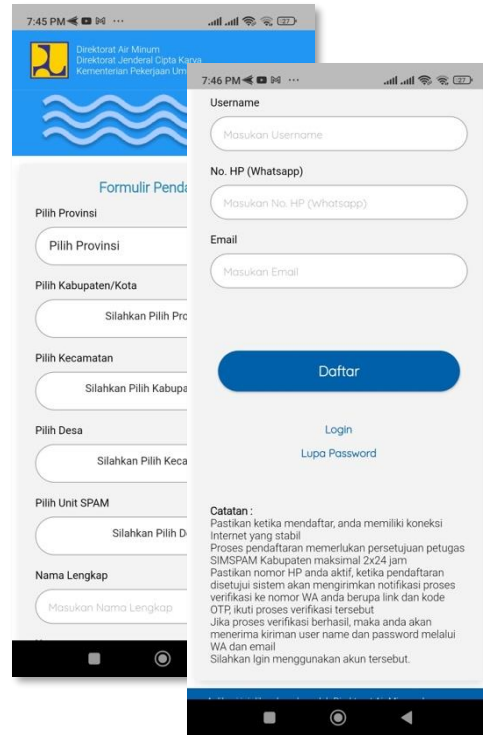 7:45 PM
27
Direktorat Air Minum
Direktorat Jenderal Cipta Karya
Kementerian Pekerjaan Um
Formulir Penda
Pilih Provinsi
Pilih Provinsi
Pilih Kabupaten/Kota
Silahkan Pilih Pro
Pilih Kecamatan
Silahkan Pilih Kabupa
Pilih Desa
Silahkan Pilih Keca
Pilih Unit SPAM
Silahkan Pilih D
Nama Lengkap
Masukan Nama Lengkap
7:46 PM
27
Username
Masukan Username
No. HP (Whatsapp)
Masukan No. HP (Whatsapp)
Email
Masukan Email
Daftar
Login
Lupa Password
Catatan :
Pastikan ketika mendaftar, anda memiliki koneksi
Internet yang stabil
Proses pendaftaran memerlukan persetujuan petugas
SIMSPAM Kabupaten maksimal 2x24 jam
Pastikan nomor HP anda aktif, ketika pendaftaran
disetujui sistem akan mengirimkan notifikasi proses
verifikasi ke nomor WA anda berupa link dan kode
OTP, ikuti proses verifikasi tersebut
Jika proses verifikasi berhasil, maka anda akan
menerima kiriman user name dan password melalui
WA dan email
Silahkan lgin menggunakan akun tersebut.